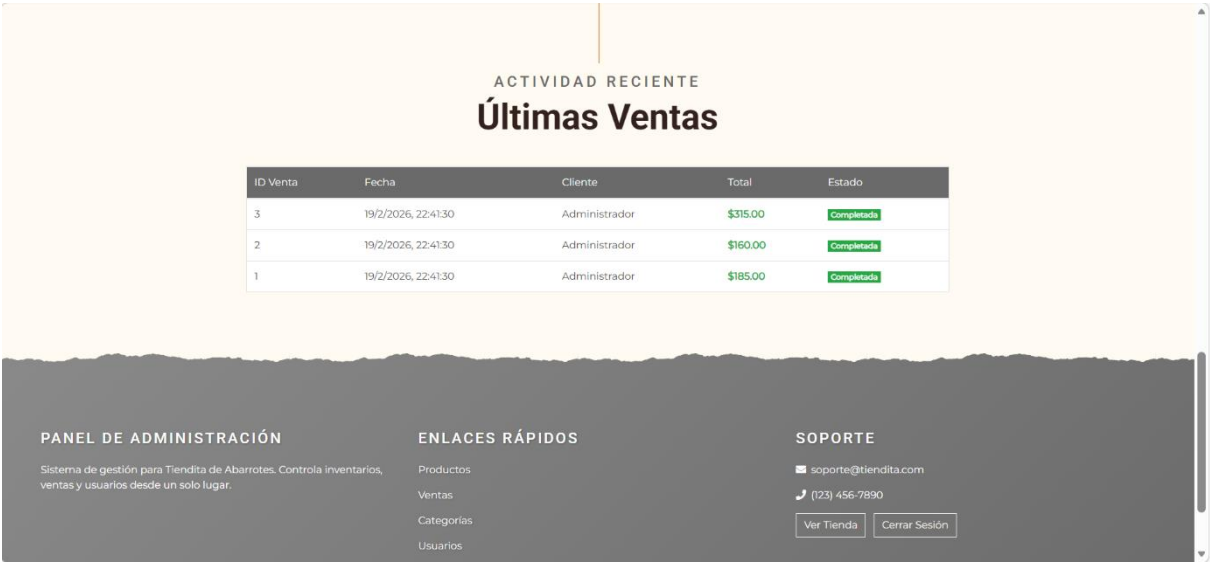 ACTIVIDAD RECIENTE
Últimas Ventas
ID Venta Fecha Cliente Total Estado
3 19/2/2026, 22:41:30 Administrador $315.00 Completada
2 19/2/2026, 22:41:30 Administrador $160.00 Completada
1 19/2/2026, 22:41:30 Administrador $185.00 Completada
PANEL DE ADMINISTRACIÓN
Sistema de gestión para Tiendita de Abarrotes. Controla inventarios,
ventas y usuarios desde un solo lugar.
ENLACES RÁPIDOS
Productos
Ventas
Categorías
Usuarios
SOPORTE
soporte@tiendita.com
(123) 456-7890
Ver Tienda Cerrar Sesión